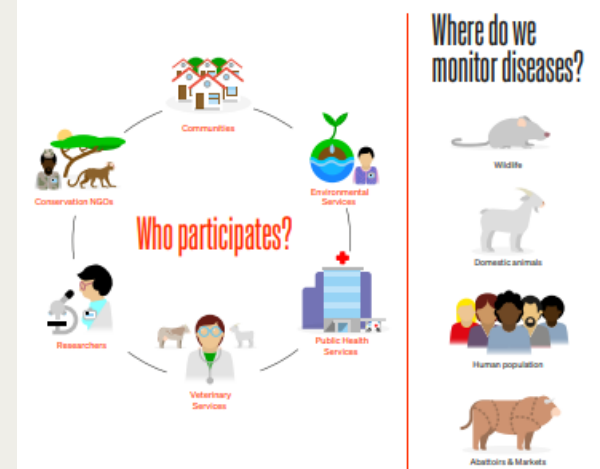 Communities
Environmental
Services
Conservation NGOs
Who participates?
Researchers
Public Health
Services
Veterinary
Services
Where do we
monitor diseases?
Wildlife
Domestic animals
Human population
Abattoirs & Markets